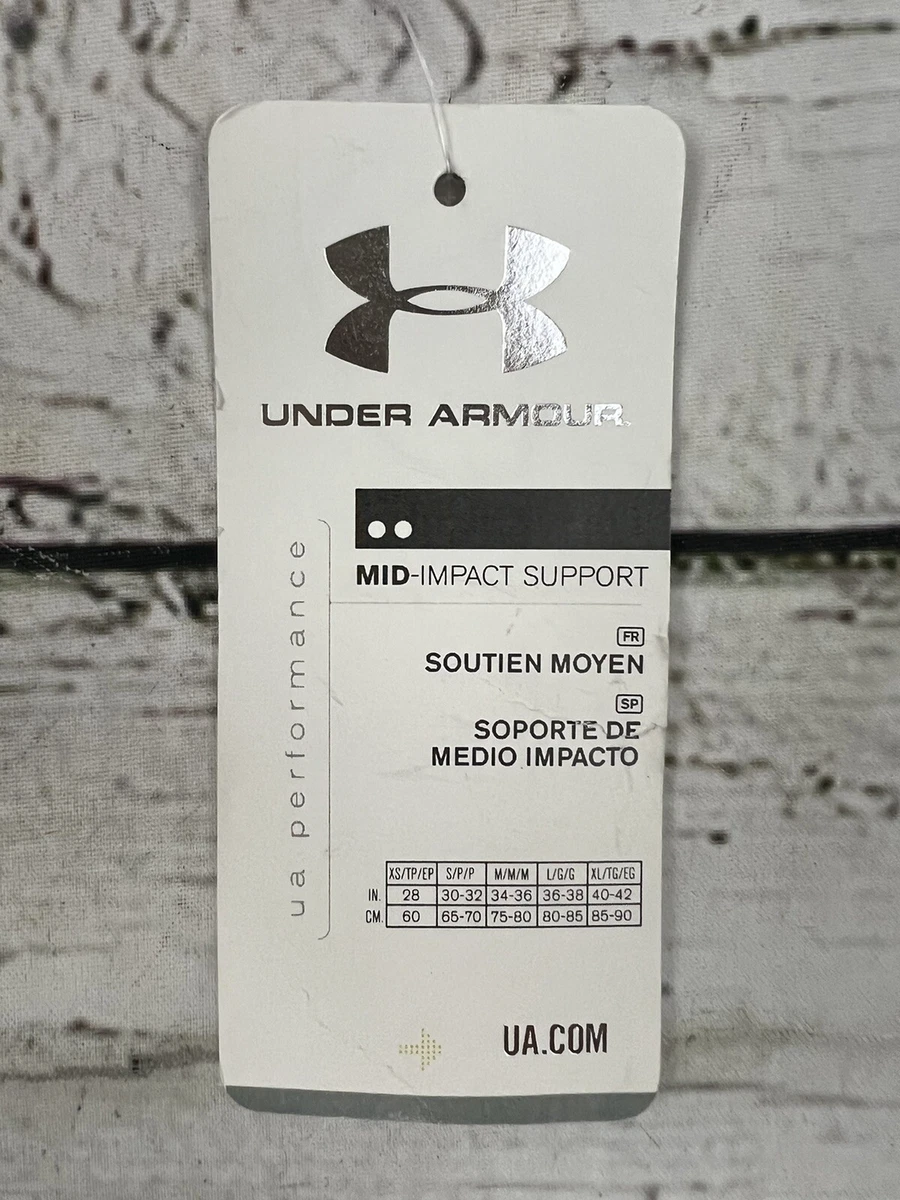 UNDER ARMOUR
MID-IMPACT SUPPORT
FR
SOUTIEN MOYEN
SP
SOPORTE DE
MEDIO IMPACTO
ua performance
XS/TP/EP S/P/P M/M/M L/G/G XL/TG/EG
IN. 28 30-32 34-36 36-38 40-42
CM. 60 65-70 75-80 80-85 85-90
UA.COM